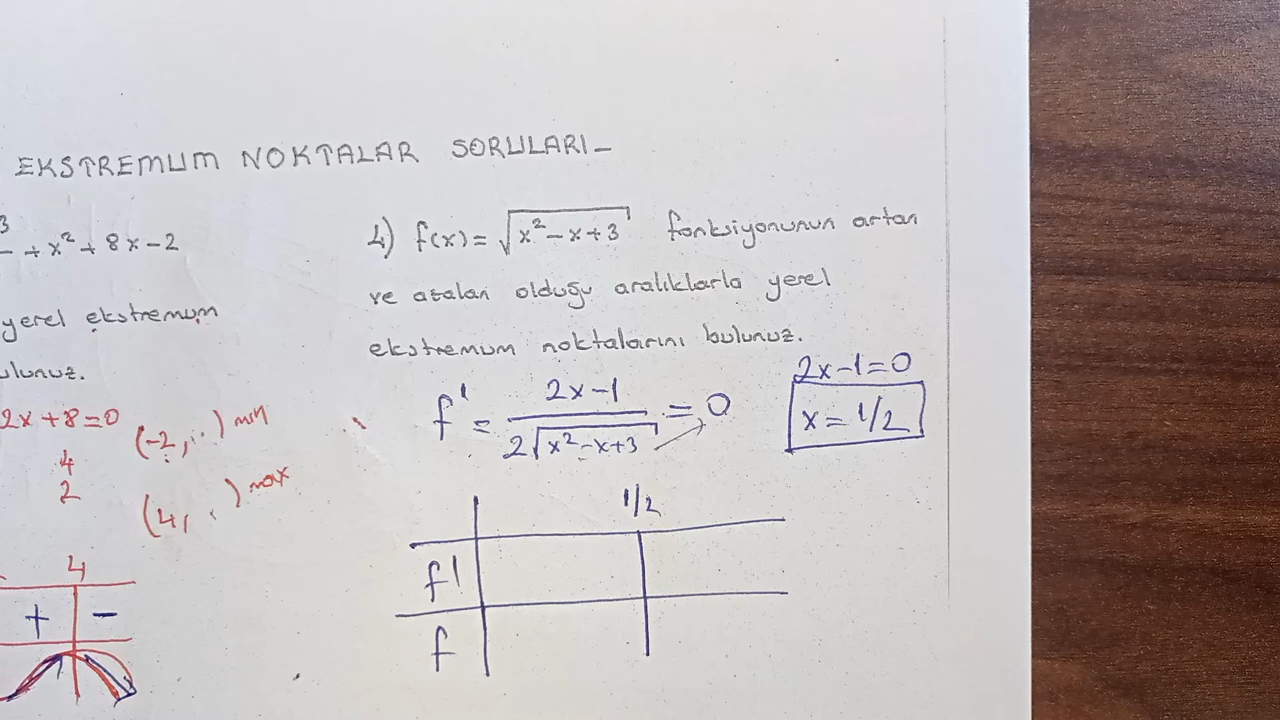 EKSTREMUM NOKTALAR SORULARI-
3
+ x² + 8x - 2
yerel ekstremum
ulunuz.
2x + 8 = 0
4
2
(-2, ..) min
(4, . ) max
4
+ -
4) f(x) = √(x² - x + 3) fonksiyonunun artan
ve azalan olduğu aralıklarla yerel
ekstremum noktalarını bulunuz.
f' = (2x - 1) / (2√(x² - x + 3)) = 0
2x - 1 = 0
x = 1/2
1/2
f'
f